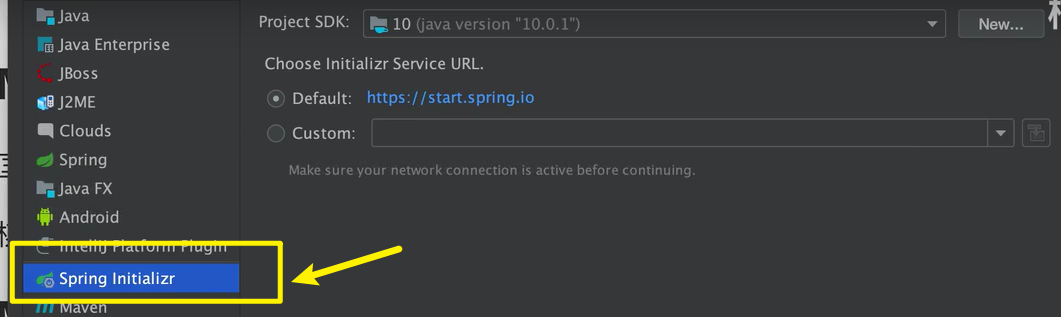 Java
Java Enterprise
JBoss
J2ME
Clouds
Spring
Java FX
Android
IntelliJ Platform Plugin
Spring Initializr
Maven
Project SDK: 10 (java version "10.0.1") New...
Choose Initializr Service URL.
Default: https://start.spring.io
Custom:
Make sure your network connection is active before continuing.